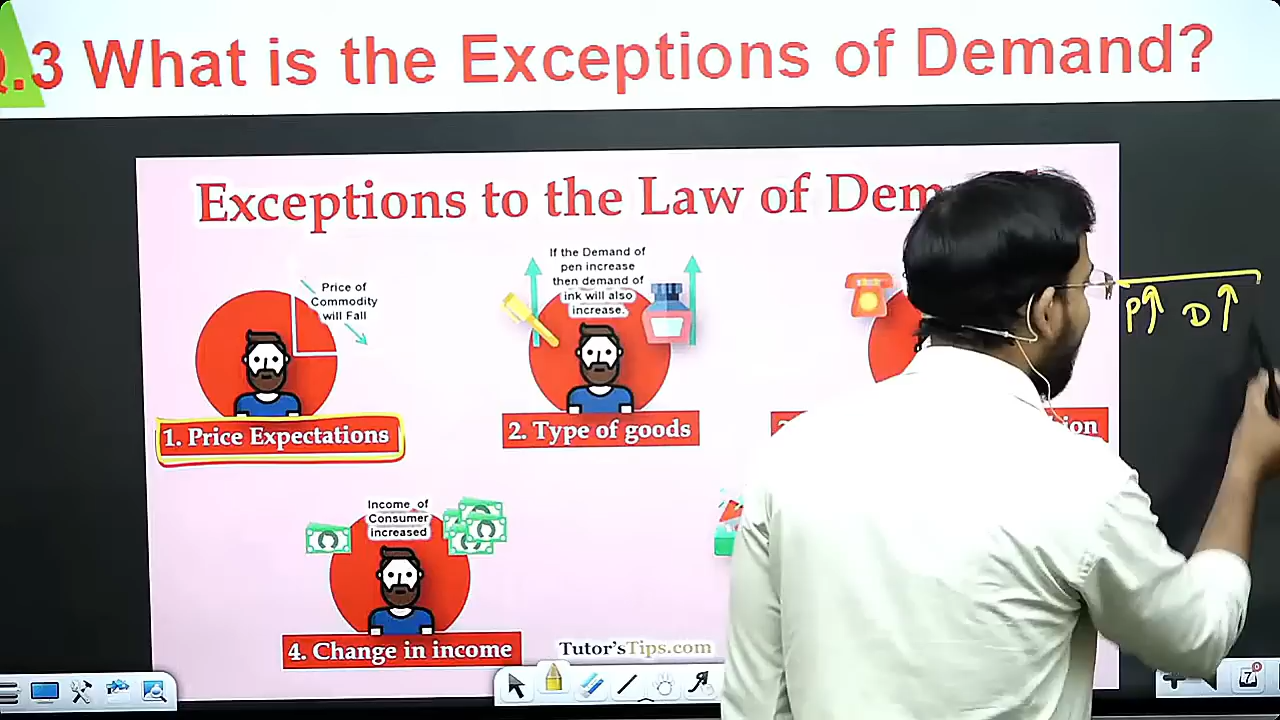 .3 What is the Exceptions of Demand?
Exceptions to the Law of Dem
Price of
Commodity
will Fall
If the Demand of
pen increase
then demand of
ink will also
increase.
P↑ D↑
1. Price Expectations
2. Type of goods
Income of
Consumer
increased
4. Change in income
Tutor'sTips.com